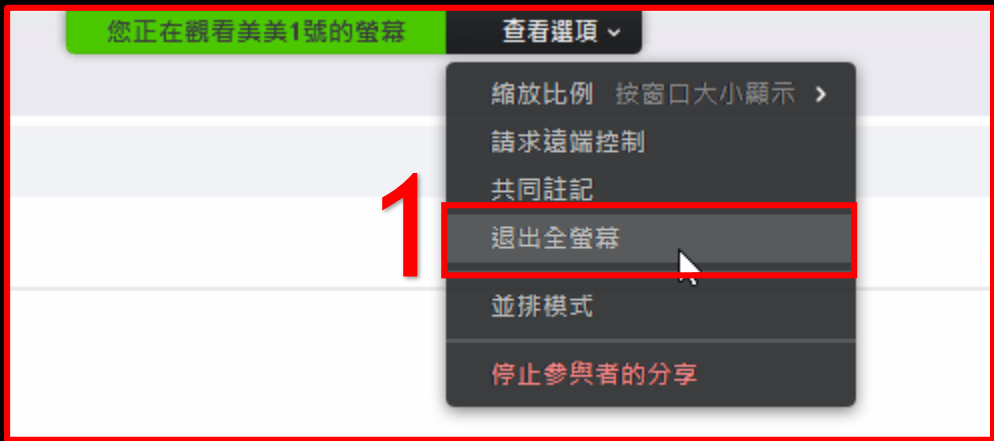 您正在觀看美美1號的螢幕 查看選項
縮放比例 按窗口大小顯示
請求遠端控制
共同註記
1
退出全螢幕
並排模式
停止參與者的分享